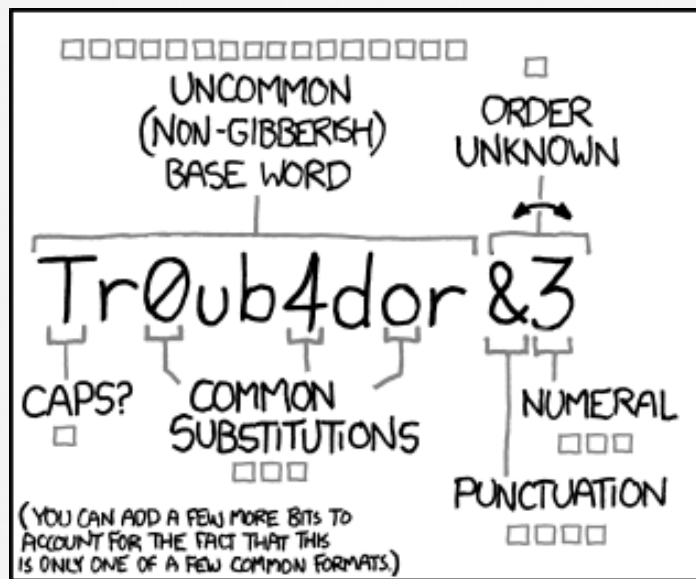 UNCOMMON
(NON-GIBBERISH)
BASE WORD
ORDER
UNKNOWN
Tr0ub4dor &3
CAPS?
COMMON
SUBSTITUTIONS
NUMERAL
PUNCTUATION
(YOU CAN ADD A FEW MORE BITS TO
ACCOUNT FOR THE FACT THAT THIS
IS ONLY ONE OF A FEW COMMON FORMATS.)